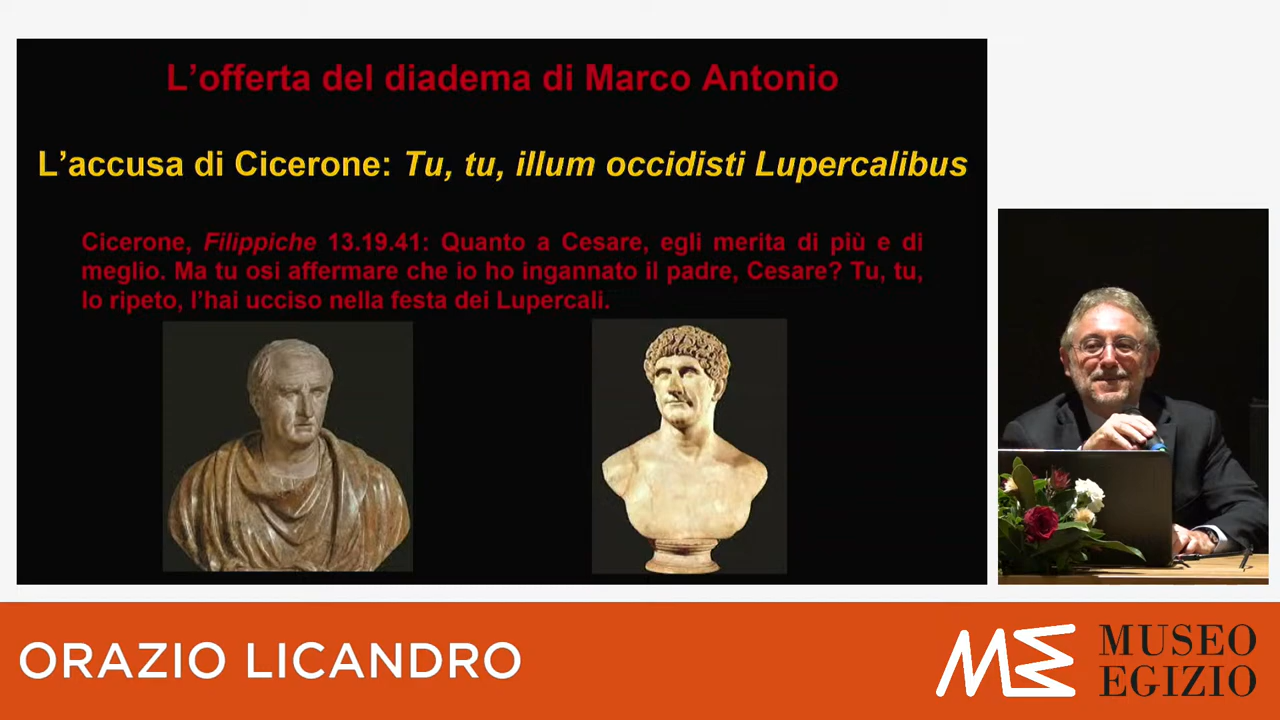 L'offerta del diadema di Marco Antonio
L'accusa di Cicerone: Tu, tu, illum occidisti Lupercalibus
Cicerone, Filippiche 13.19.41: Quanto a Cesare, egli merita di più e di
meglio. Ma tu osi affermare che io ho ingannato il padre, Cesare? Tu, tu,
lo ripeto, l'hai ucciso nella festa dei Lupercali.
ORAZIO LICANDRO
ME
MUSEO
EGIZIO